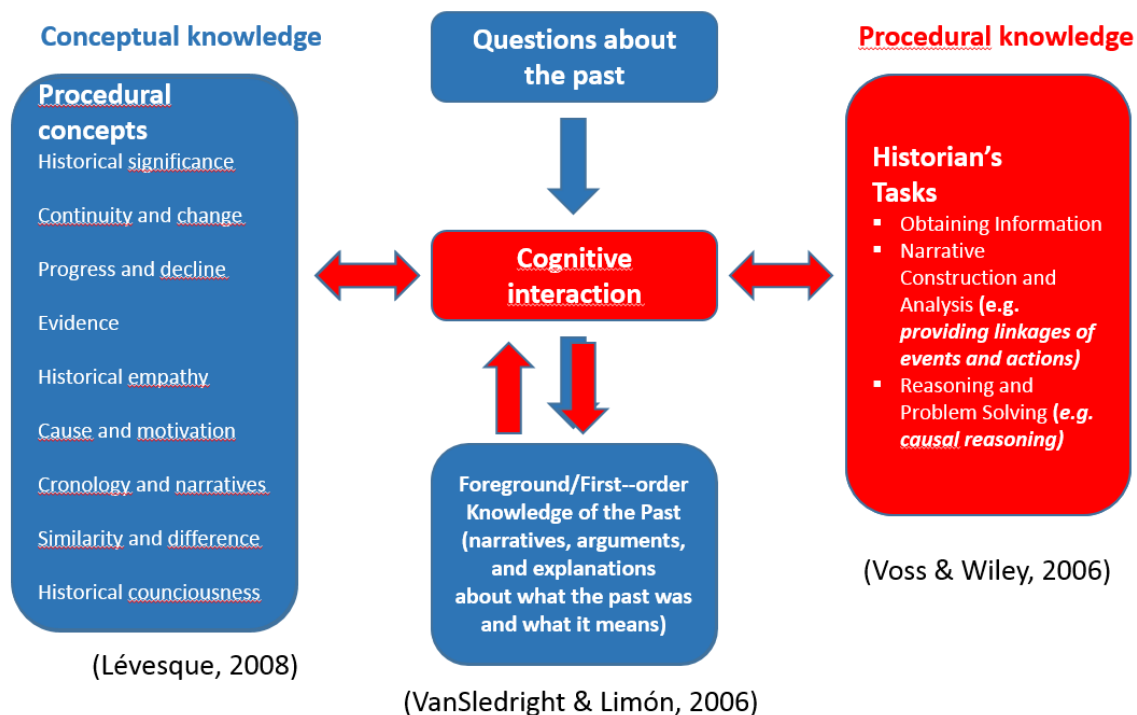 Conceptual knowledge
Procedural
concepts
Historical significance
Continuity and change
Progress and decline
Evidence
Historical empathy
Cause and motivation
Cronology and narratives
Similarity and difference
Historical counciousness
(Lévesque, 2008)
Questions about
the past
Cognitive
interaction
Foreground/First--order
Knowledge of the Past
(narratives, arguments,
and explanations
about what the past was
and what it means)
(VanSledright & Limón, 2006)
Procedural knowledge
Historian’s
Tasks
▪ Obtaining Information
▪ Narrative
Construction and
Analysis (e.g.
providing linkages of
events and actions)
▪ Reasoning and
Problem Solving (e.g.
causal reasoning)
(Voss & Wiley, 2006)